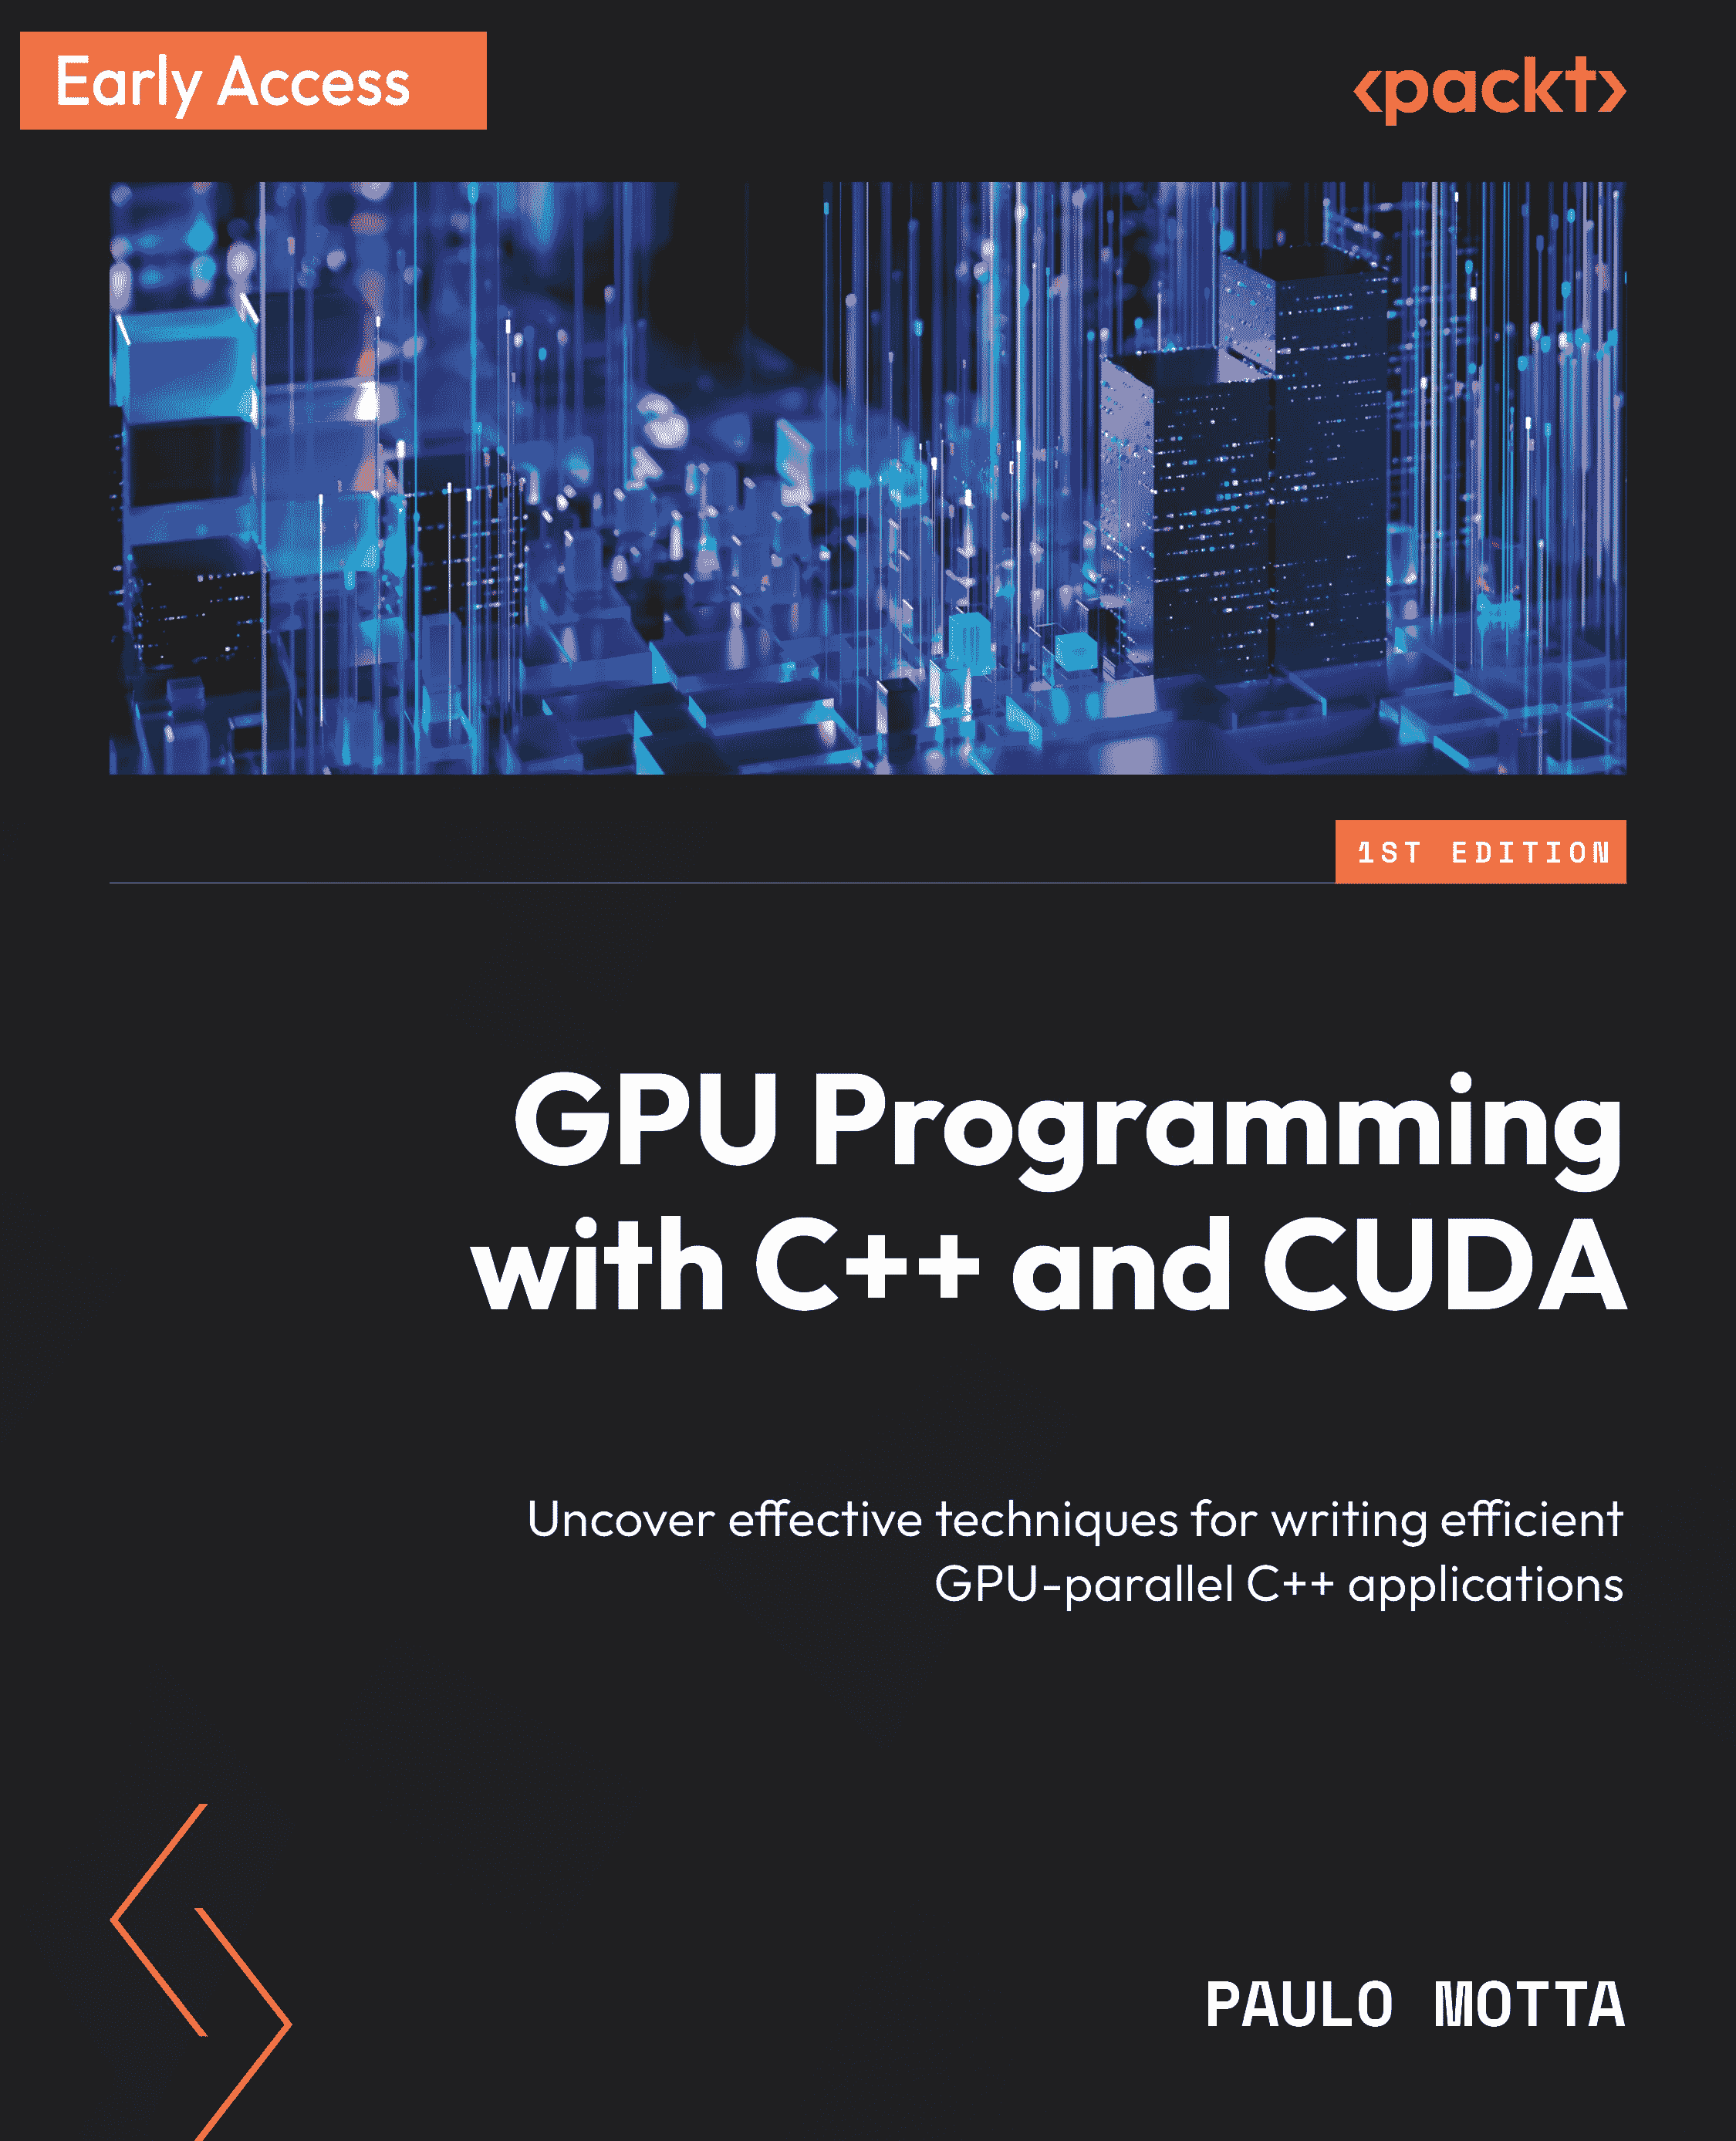 Early Access
<packt>
1ST EDITION
GPU Programming
with C++ and CUDA
Uncover effective techniques for writing efficient
GPU-parallel C++ applications
PAULO MOTTA